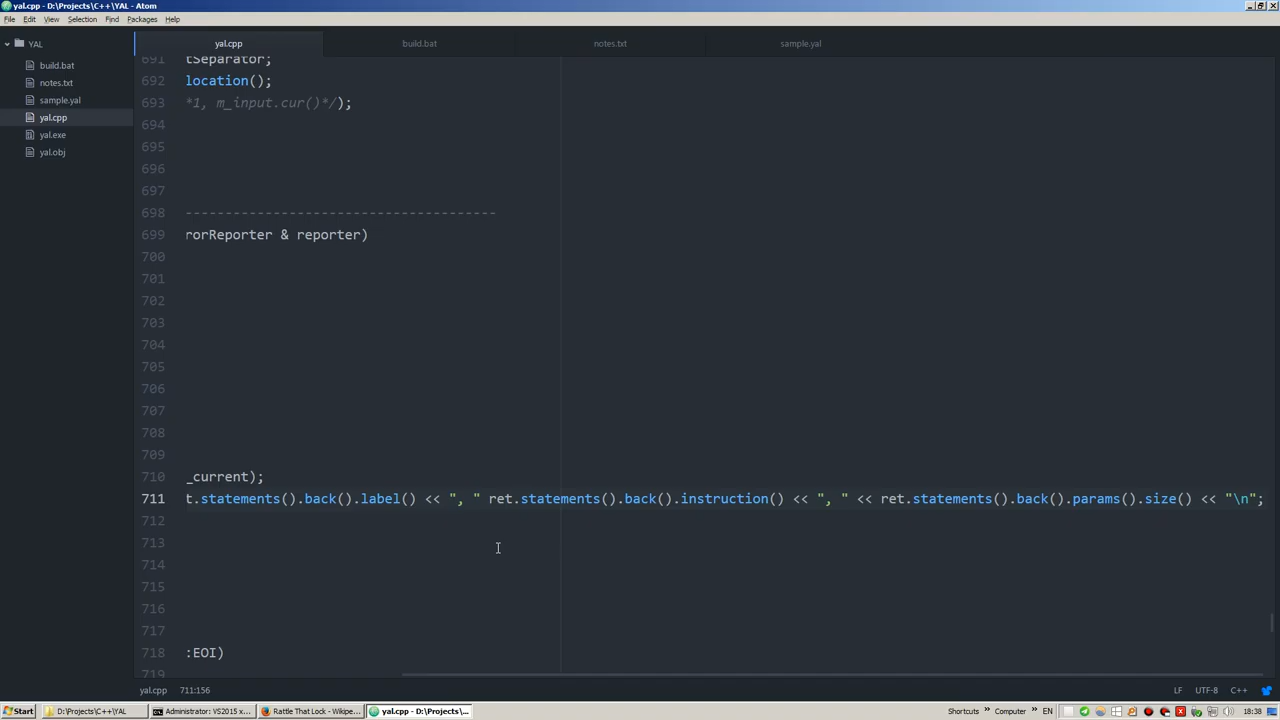 yal.cpp - D:\Projects\C++\YAL - Atom
File Edit View Selection Find Packages Help
YAL
build.bat
notes.txt
sample.yal
yal.cpp
yal.exe
yal.obj
yal.cpp build.bat notes.txt sample.yal
691 tSeparator;
692 location();
693 *1, m_input.cur()*/);
694
695
696
697
698 ---------------------------------------
699 rorReporter & reporter)
700
701
702
703
704
705
706
707
708
709
710 _current);
711 t.statements().back().label() << ", " ret.statements().back().instruction() << ", " << ret.statements().back().params().size() << "\n";
712
713
714
715
716
717
718 :EOI)
719
yal.cpp 711:156 LF UTF-8 C++
Start D:\Projects\C++\YAL Administrator: VS2015 x... Rattle That Lock - Wikipe... yal.cpp - D:\Projects\C... Shortcuts » Computer » EN 18:38